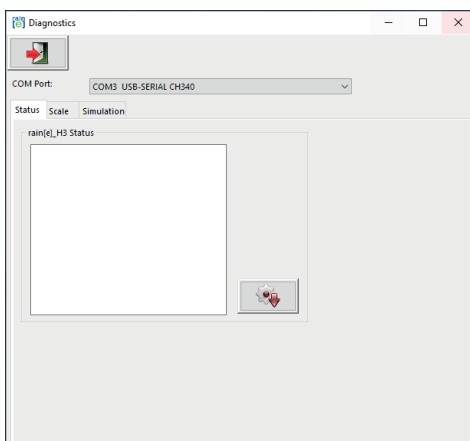 Diagnostics
COM Port:
COM3 USB-SERIAL CH340
Status Scale Simulation
rain[e]_H3 Status